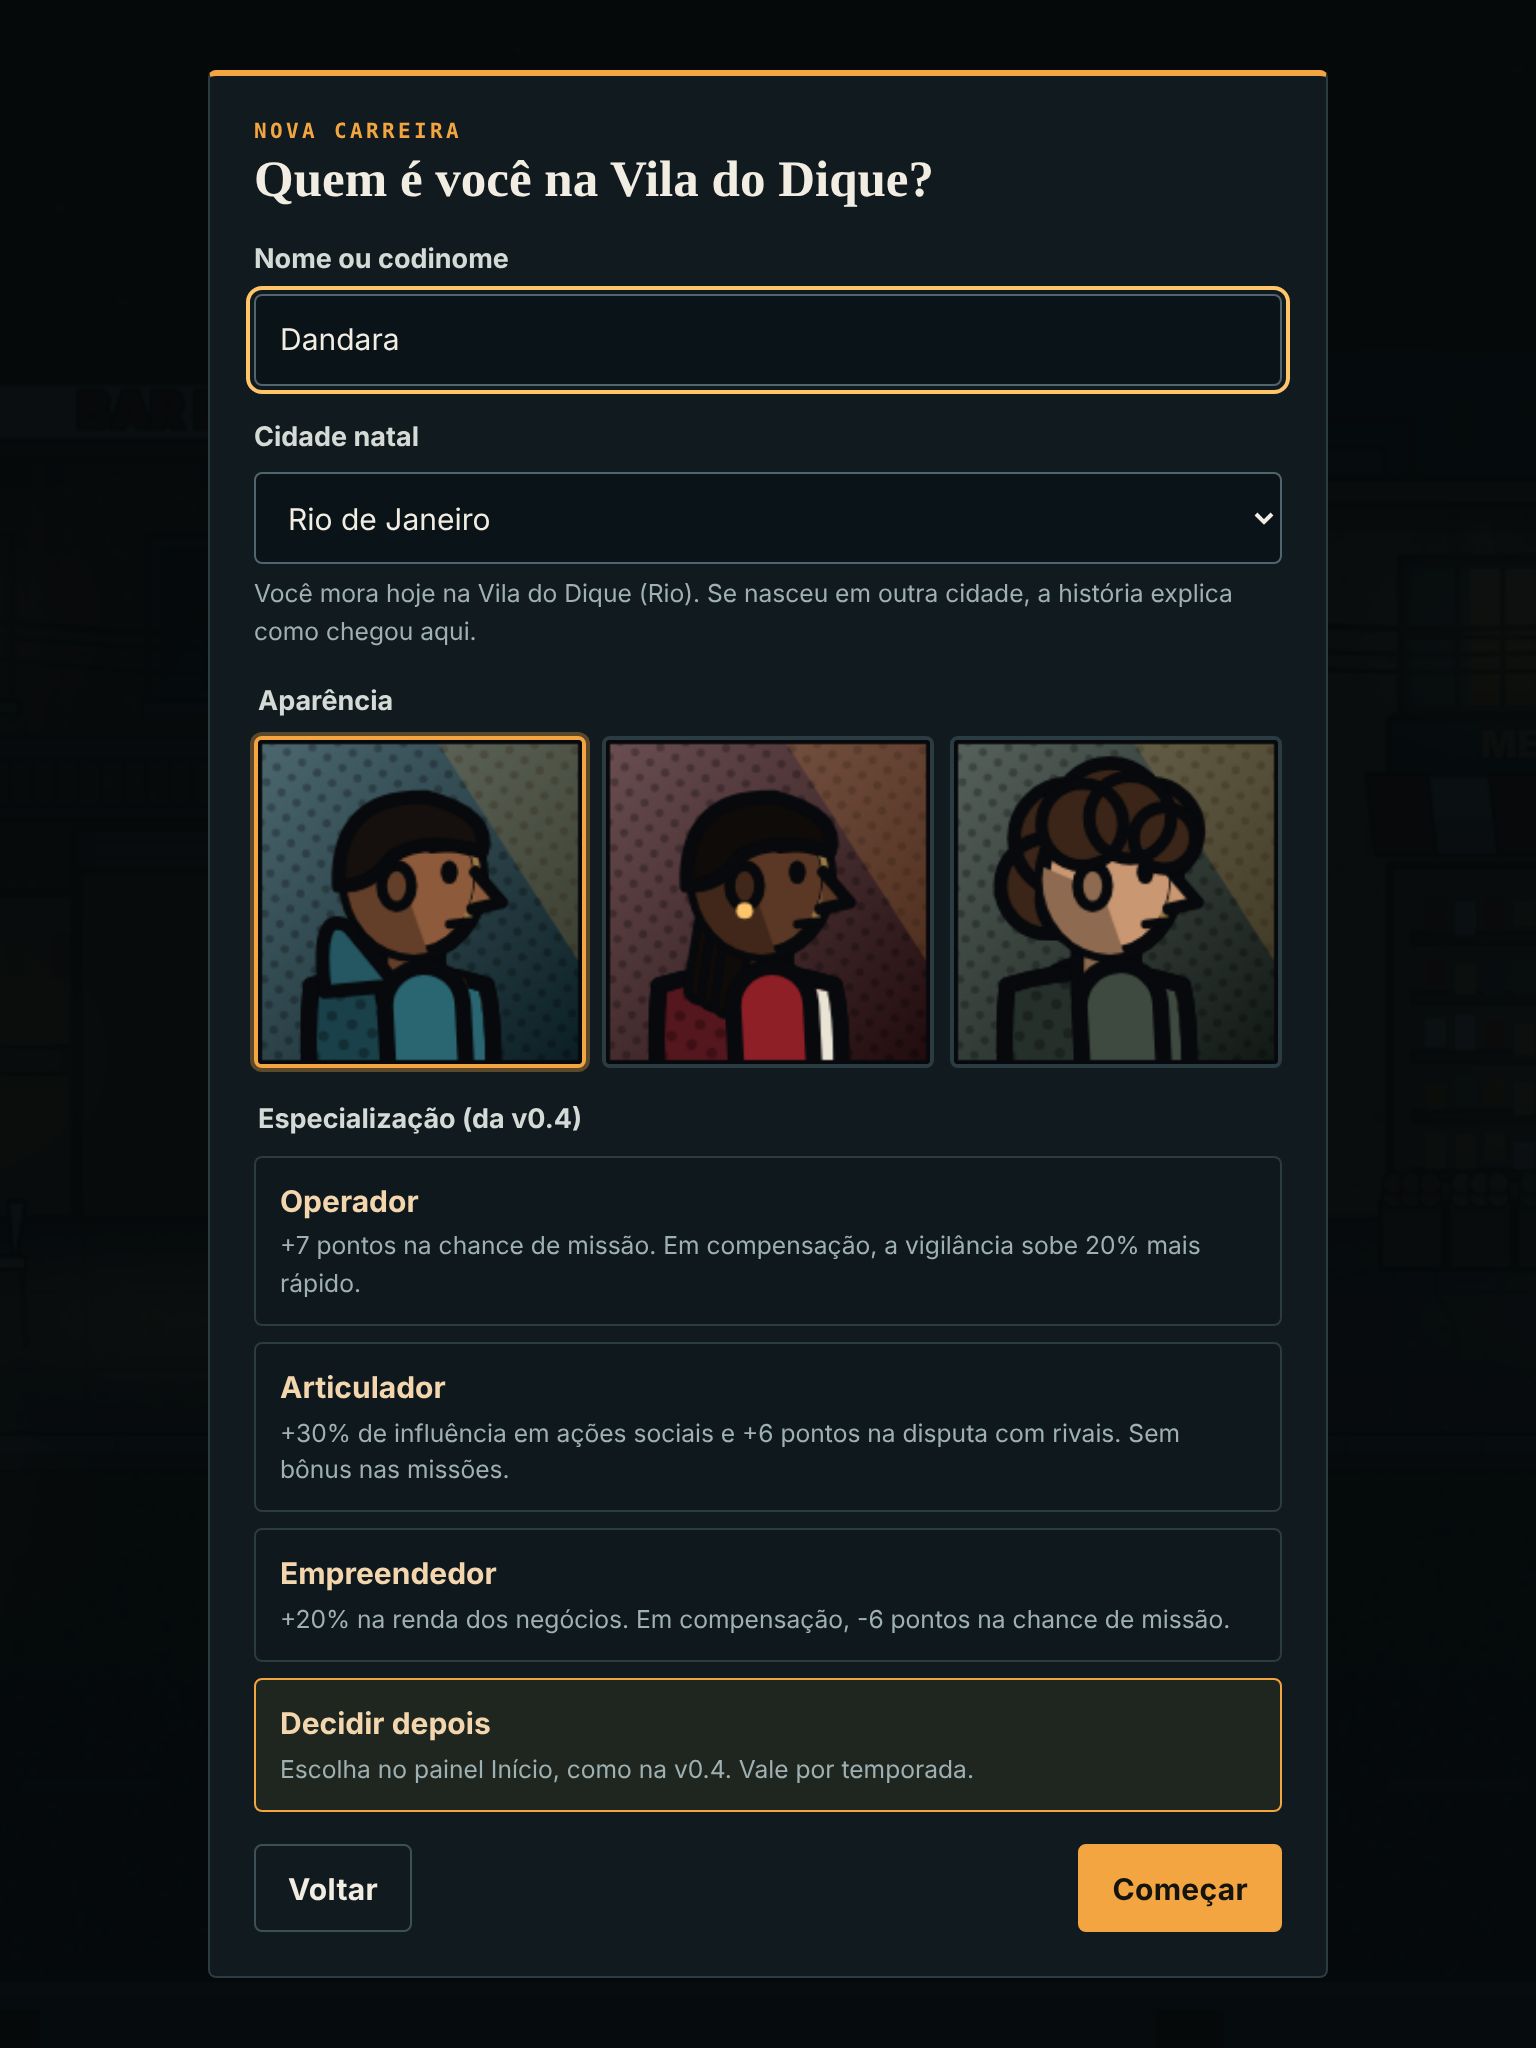 NOVA CARREIRA
Quem é você na Vila do Dique?
Nome ou codinome
Dandara
BAR
Cidade natal
Rio de Janeiro
Você mora hoje na Vila do Dique (Rio). Se nasceu em outra cidade, a história explica
como chegou aqui.
Aparência
Especialização (da v0.4)
Operador
+7 pontos na chance de missão. Em compensação, a vigilância sobe 20% mais
rápido.
Articulador
+30% de influência em ações sociais e +6 pontos na disputa com rivais. Sem
bônus nas missões.
Empreendedor
+20% na renda dos negócios. Em compensação, -6 pontos na chance de missão.
Decidir depois
Escolha no painel Início, como na v0.4. Vale por temporada.
Voltar
Começar